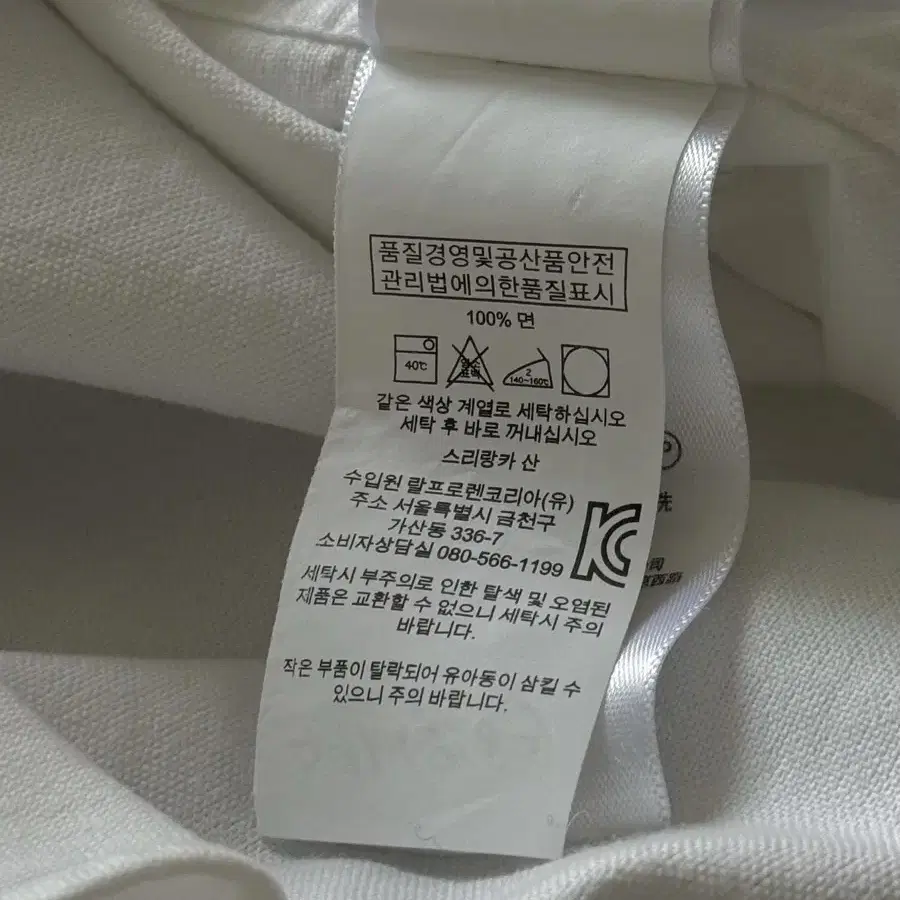 품질경영및공산품안전
관리법에의한품질표시
100% 면
40℃
염소
표백
2
140~160℃
같은 색상 계열로 세탁하십시오
세탁 후 바로 꺼내십시오
스리랑카 산
수입원 랄프로렌코리아(유)
주소 서울특별시 금천구
가산동 336-7
소비자상담실 080-566-1199
세탁시 부주의로 인한 탈색 및 오염된
제품은 교환할 수 없으니 세탁시 주의
바랍니다.
작은 부품이 탈락되어 유아동이 삼킬 수
있으니 주의 바랍니다.
KC
P
洗
司